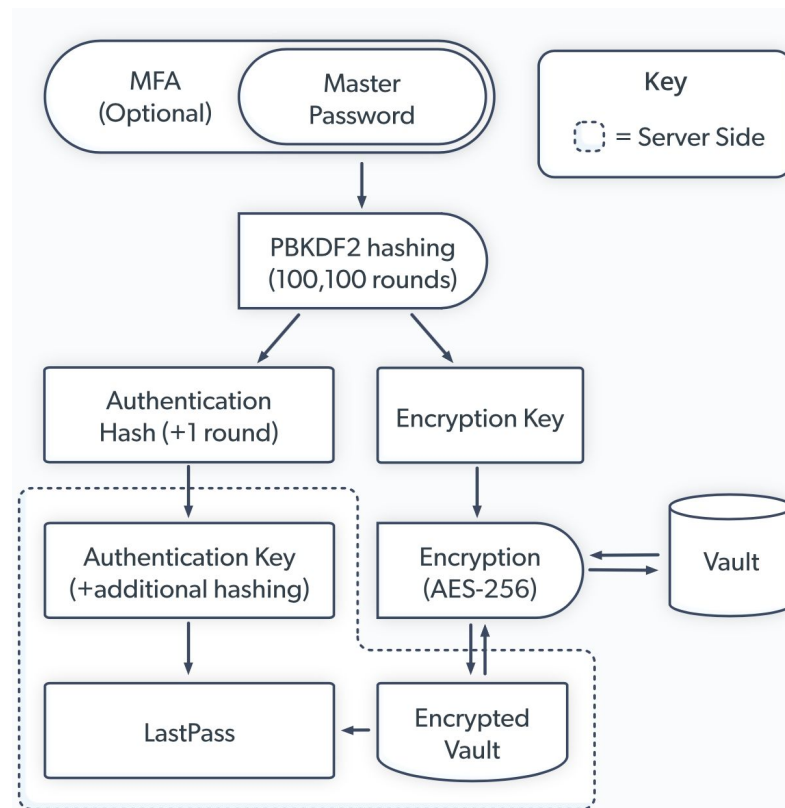 MFA
(Optional)
Master
Password
Key
= Server Side
PBKDF2 hashing
(100,100 rounds)
Authentication
Hash (+1 round)
Encryption Key
Authentication Key
(+additional hashing)
Encryption
(AES-256)
Vault
LastPass
Encrypted
Vault